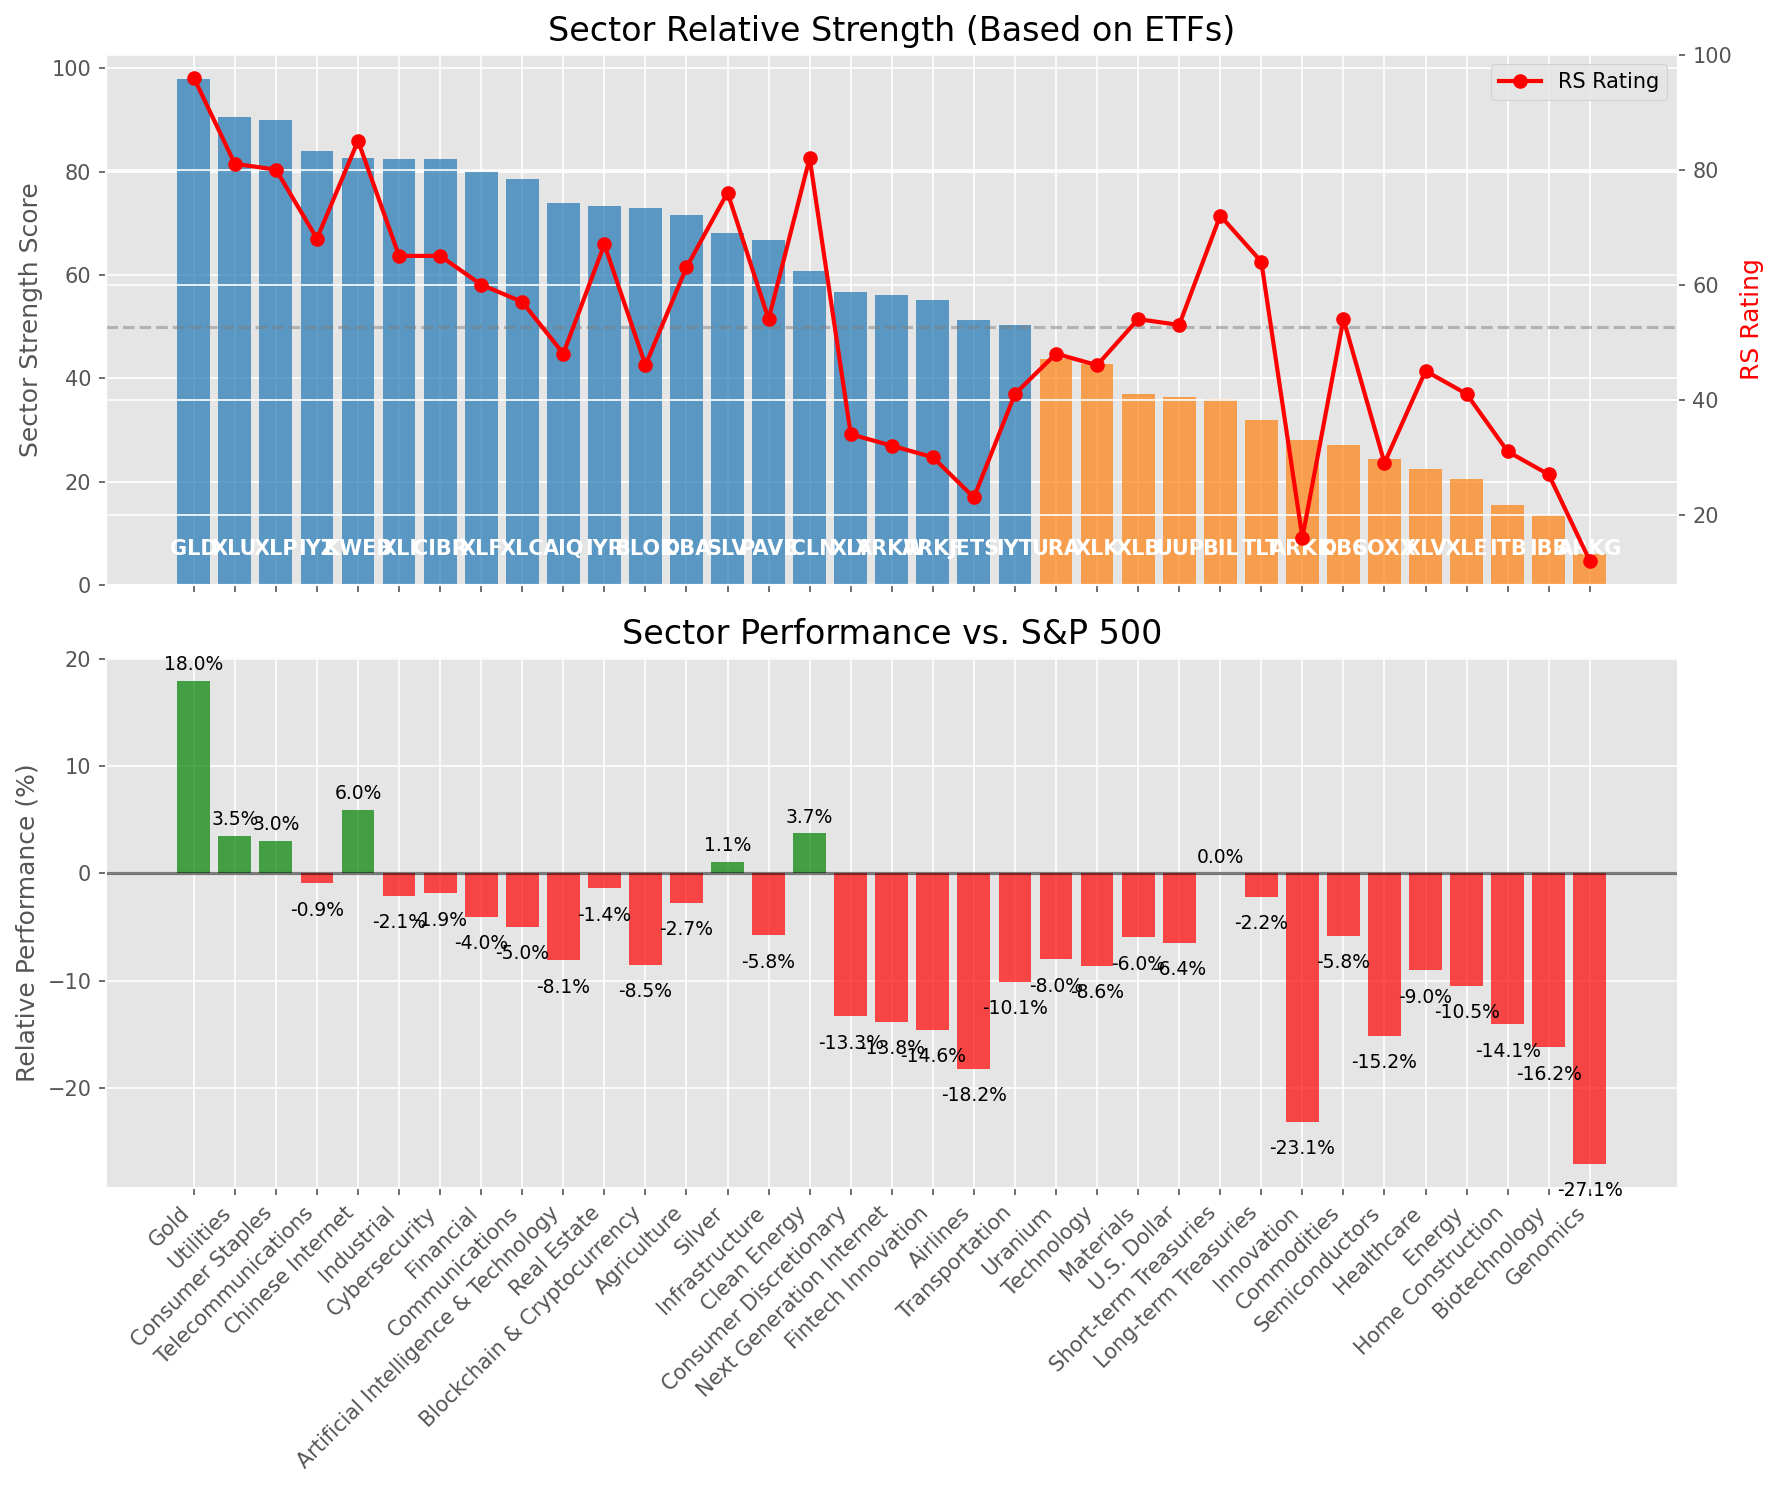 Sector Relative Strength (Based on ETFs)
100
80
60
40
20
0
Sector Strength Score
100
80
60
40
20
RS Rating
RS Rating
GLD XLU XLP IYZ KWEB XLI CIBR XLF XLC AIQ IYR BLOK DBA SLV PAVE ICLN XLY ARKW ARKF JETS IYT URA XLK XLB UUP BIL TLT ARKK DBC SOXX XLV XLE ITB IBB ARKG
Sector Performance vs. S&P 500
20
10
0
−10
−20
Relative Performance (%)
18.0%
3.5%
3.0%
-0.9%
6.0%
-2.1%
-1.9%
-4.0%
-5.0%
-8.1%
-1.4%
-8.5%
-2.7%
1.1%
-5.8%
3.7%
-13.3%
-13.8%
-14.6%
-18.2%
-10.1%
-8.0%
-8.6%
-6.0%
-6.4%
0.0%
-2.2%
-23.1%
-5.8%
-15.2%
-9.0%
-10.5%
-14.1%
-16.2%
-27.1%
Gold
Utilities
Consumer Staples
Telecommunications
Chinese Internet
Industrial
Cybersecurity
Financial
Communications
Artificial Intelligence & Technology
Real Estate
Blockchain & Cryptocurrency
Agriculture
Silver
Infrastructure
Clean Energy
Consumer Discretionary
Next Generation Internet
Fintech Innovation
Airlines
Transportation
Uranium
Technology
Materials
U.S. Dollar
Short-term Treasuries
Long-term Treasuries
Innovation
Commodities
Semiconductors
Healthcare
Energy
Home Construction
Biotechnology
Genomics